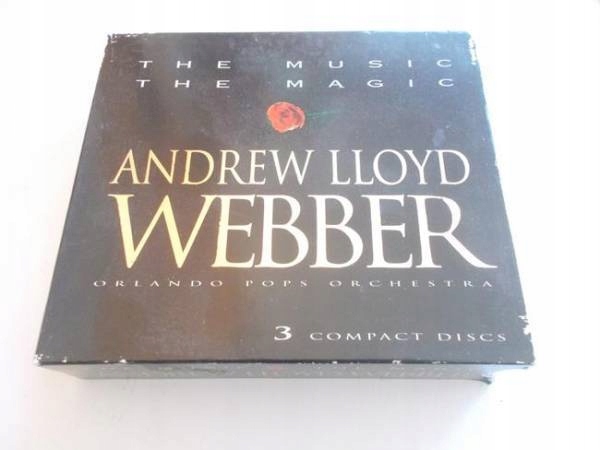 THE MUSIC
THE MAGIC
ANDREW LLOYD
WEBBER
ORLANDO POPS ORCHESTRA
3 COMPACT DISCS